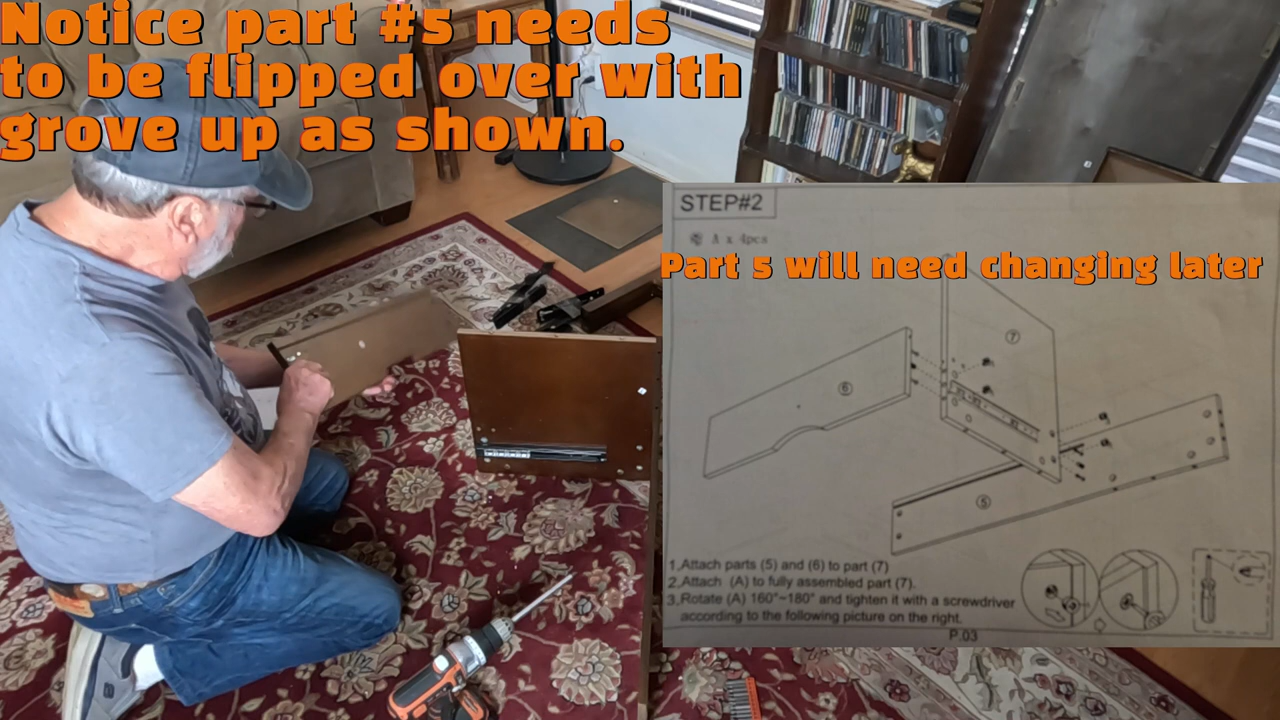 Notice part #5 needs
to be flipped over with
grove up as shown.
STEP#2
A x 4pcs
Part 5 will need changing later
7
6
5
1.Attach parts (5) and (6) to part (7)
2.Attach (A) to fully assembled part (7).
3.Rotate (A) 160°~180° and tighten it with a screwdriver
according to the following picture on the right.
P.03